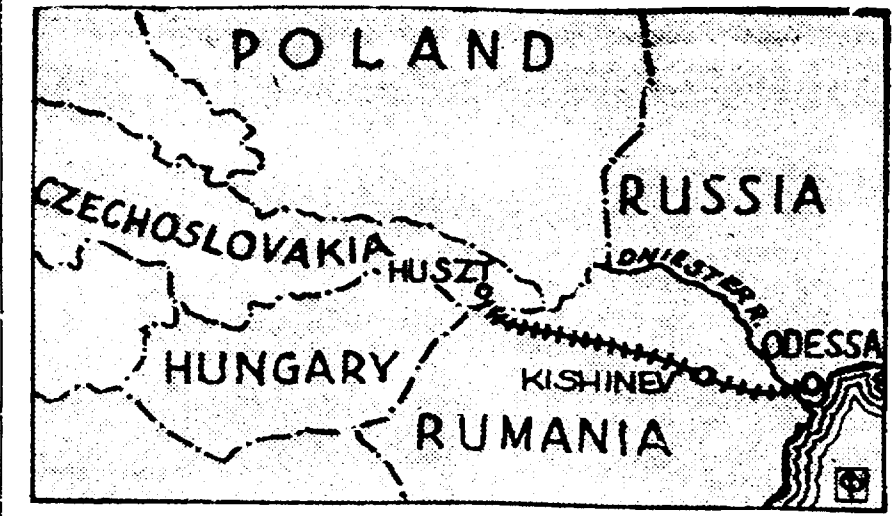 POLAND
RUSSIA
CZECHOSLOVAKIA
HUSZT
DNIESTER R.
ODESSA
HUNGARY
KISHINEV
RUMANIA